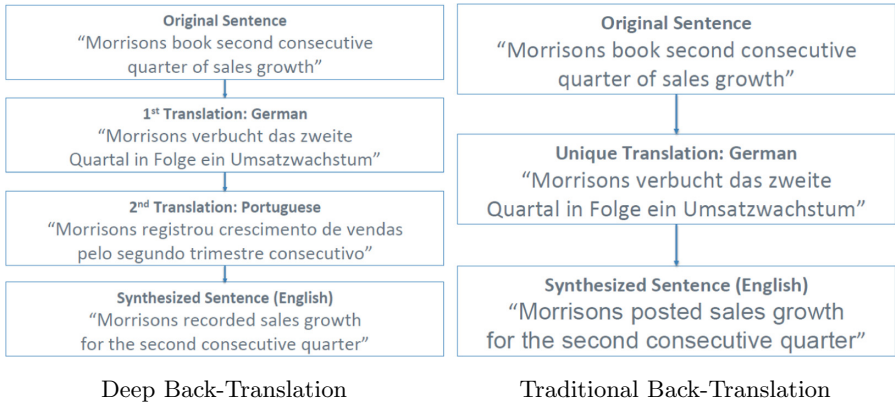 Original Sentence
“Morrisons book second consecutive
quarter of sales growth”
1st Translation: German
“Morrisons verbucht das zweite
Quartal in Folge ein Umsatzwachstum”
2nd Translation: Portuguese
“Morrisons registrou crescimento de vendas
pelo segundo trimestre consecutivo”
Synthesized Sentence (English)
“Morrisons recorded sales growth
for the second consecutive quarter”
Deep Back-Translation
Original Sentence
“Morrisons book second consecutive
quarter of sales growth”
Unique Translation: German
“Morrisons verbucht das zweite
Quartal in Folge ein Umsatzwachstum”
Synthesized Sentence (English)
“Morrisons posted sales growth
for the second consecutive quarter”
Traditional Back-Translation